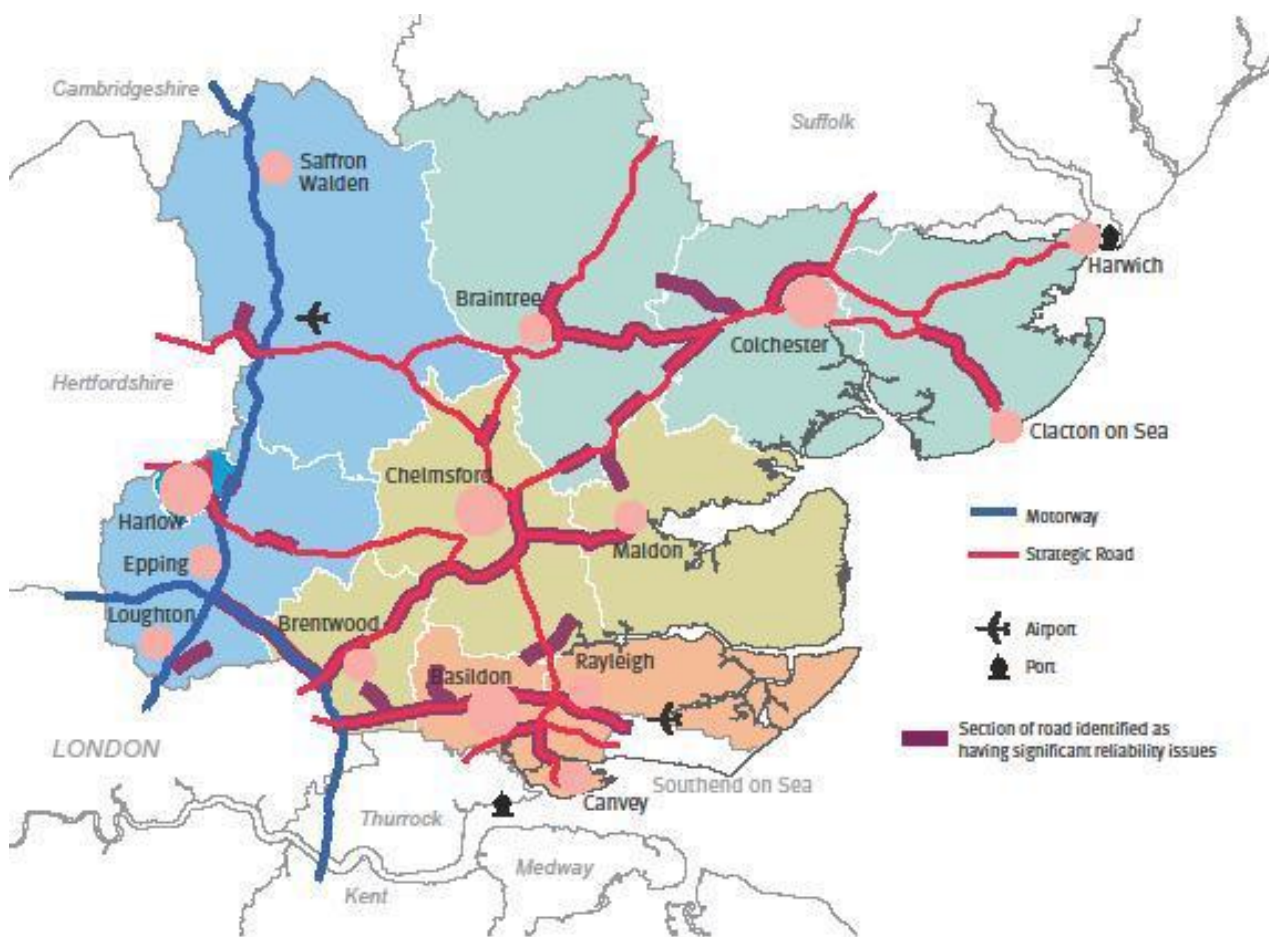 Cambridgeshire
Suffolk
Saffron
Walden
Harwich
Braintree
Colchester
Hertfordshire
Clacton on Sea
Chelmsford
Harlow
Maldon
Epping
Loughton
Brentwood
Rayleigh
Basildon
LONDON
Southend on Sea
Canvey
Thurrock
Medway
Kent
Motorway
Strategic Road
Airport
Port
Section of road identified as
having significant reliability issues